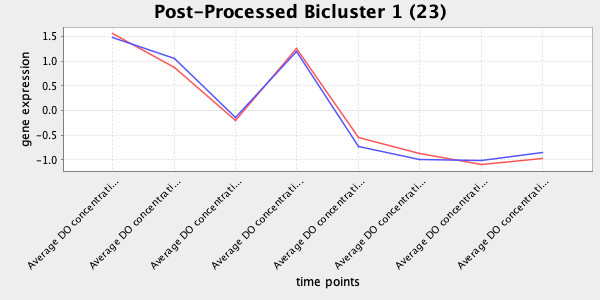 Post-Processed Bicluster 1 (23)
gene expression
1.5
1.0
0.5
0.0
-0.5
-1.0
Average DO concentrati...
Average DO concentrati...
Average DO concentrati...
Average DO concentrati...
Average DO concentrati...
Average DO concentrati...
Average DO concentrati...
Average DO concentrati...
time points